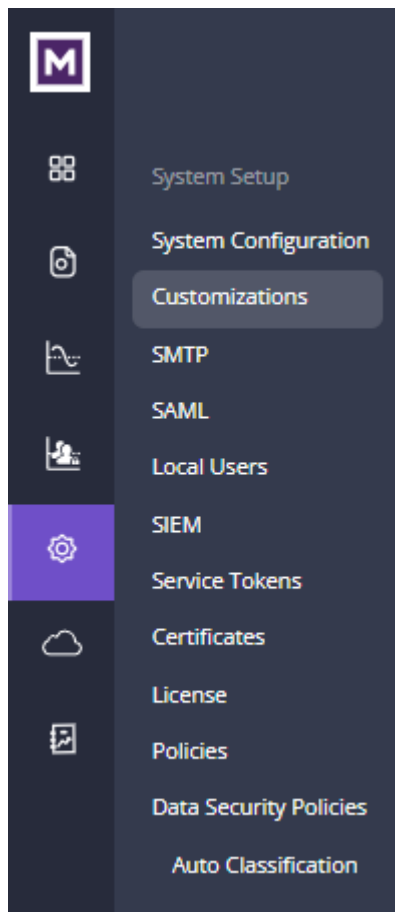 M
System Setup
System Configuration
Customizations
SMTP
SAML
Local Users
SIEM
Service Tokens
Certificates
License
Policies
Data Security Policies
Auto Classification